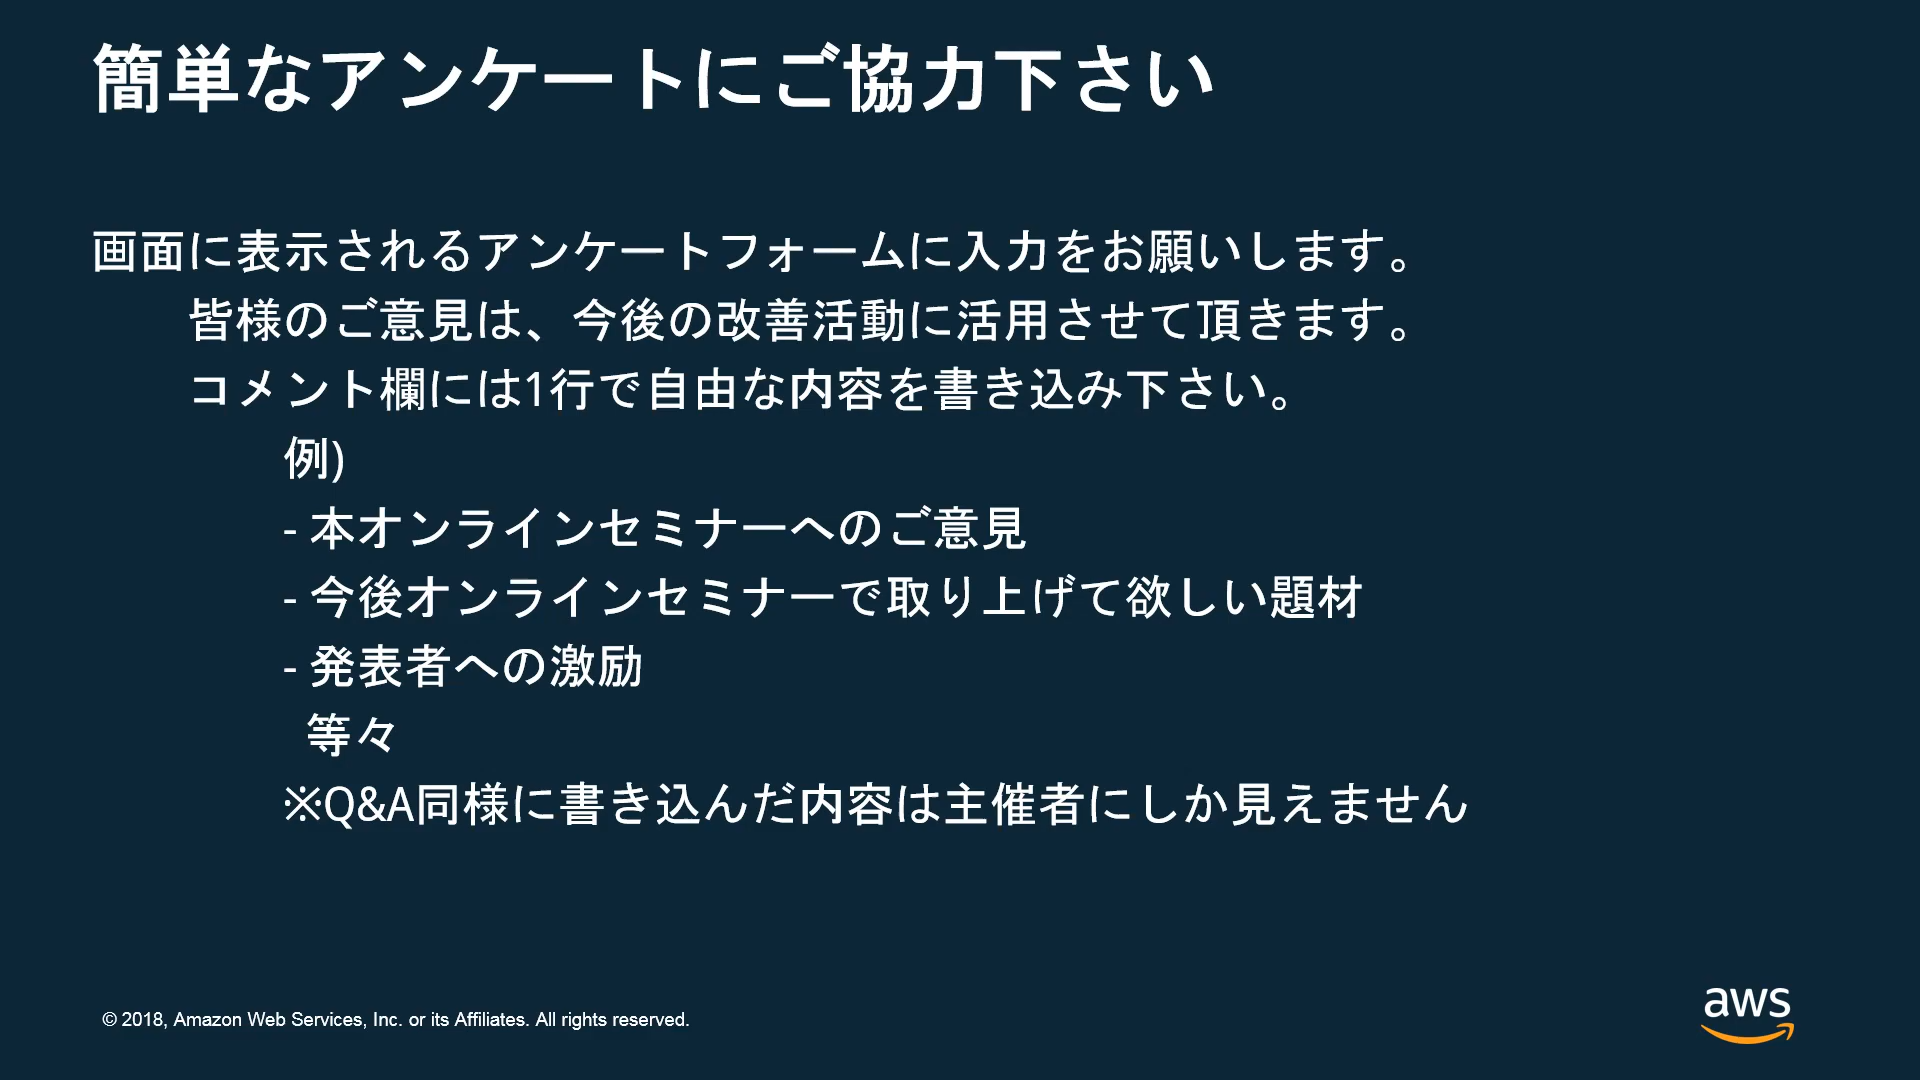 簡単なアンケートにご協力下さい
画面に表示されるアンケートフォームに入力をお願いします。
皆様のご意見は、今後の改善活動に活用させて頂きます。
コメント欄には1行で自由な内容を書き込み下さい。
例)
- 本オンラインセミナーへのご意見
- 今後オンラインセミナーで取り上げて欲しい題材
- 発表者への激励
等々
※Q&A同様に書き込んだ内容は主催者にしか見えません
© 2018, Amazon Web Services, Inc. or its Affiliates. All rights reserved.
aws